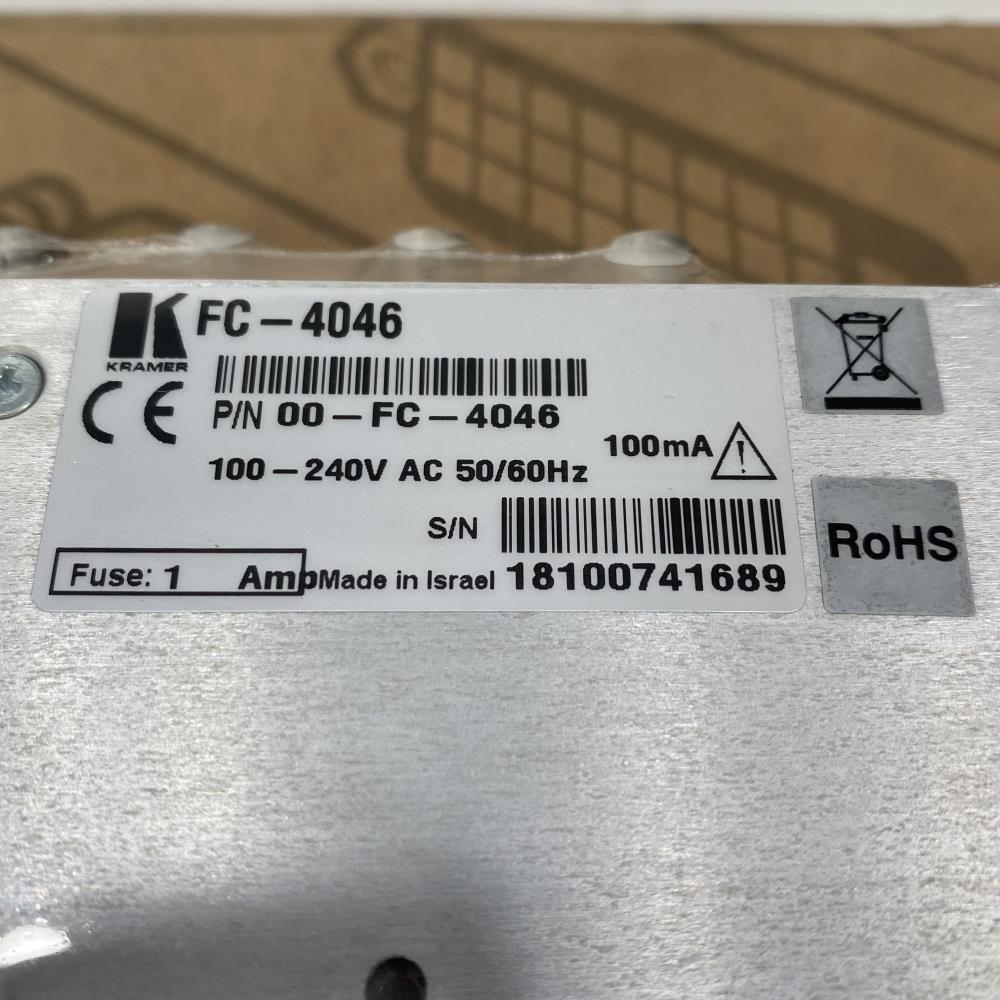 K FC-4046
KRAMER
CE
P/N 00-FC-4046
100-240V AC 50/60Hz
100mA
S/N
Fuse: 1 Amp
Made in Israel
18100741689
RoHS